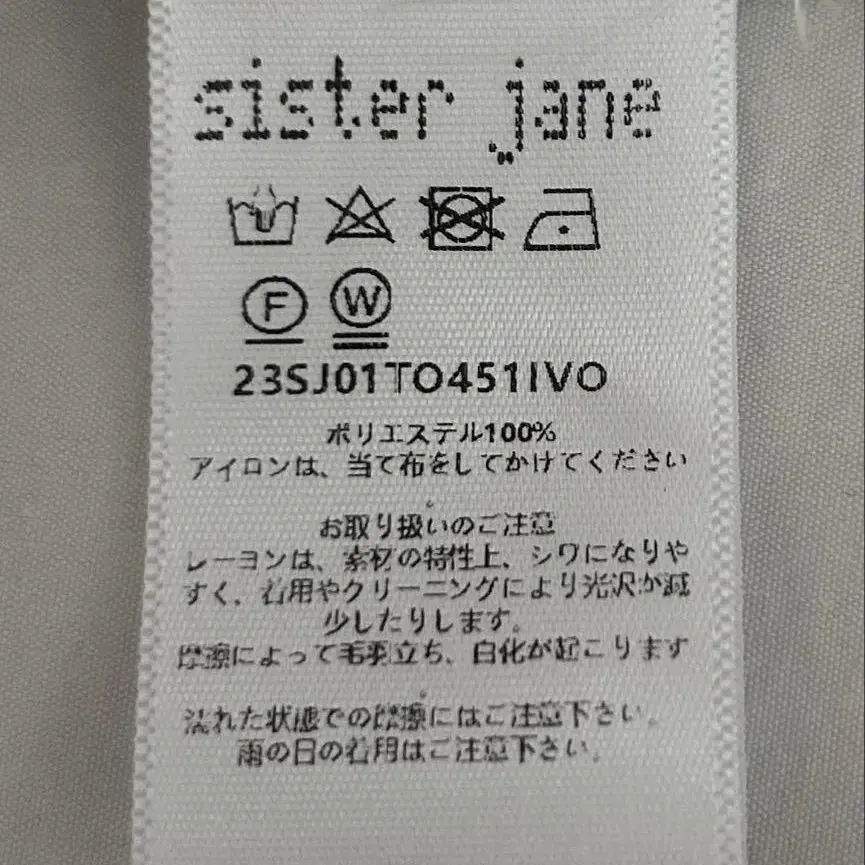 sister jane
F W
23SJ01TO451IVO
ポリエステル100%
アイロンは、当て布をしてかけてください
お取り扱いのご注意
レーヨンは、素材の特性上、シワになりや
すく、着用やクリーニングにより光沢が減
少したりします。
摩擦によって毛羽立ち、白化が起こります
。
濡れた状態での摩擦にはご注意下さい。
雨の日の着用はご注意下さい。